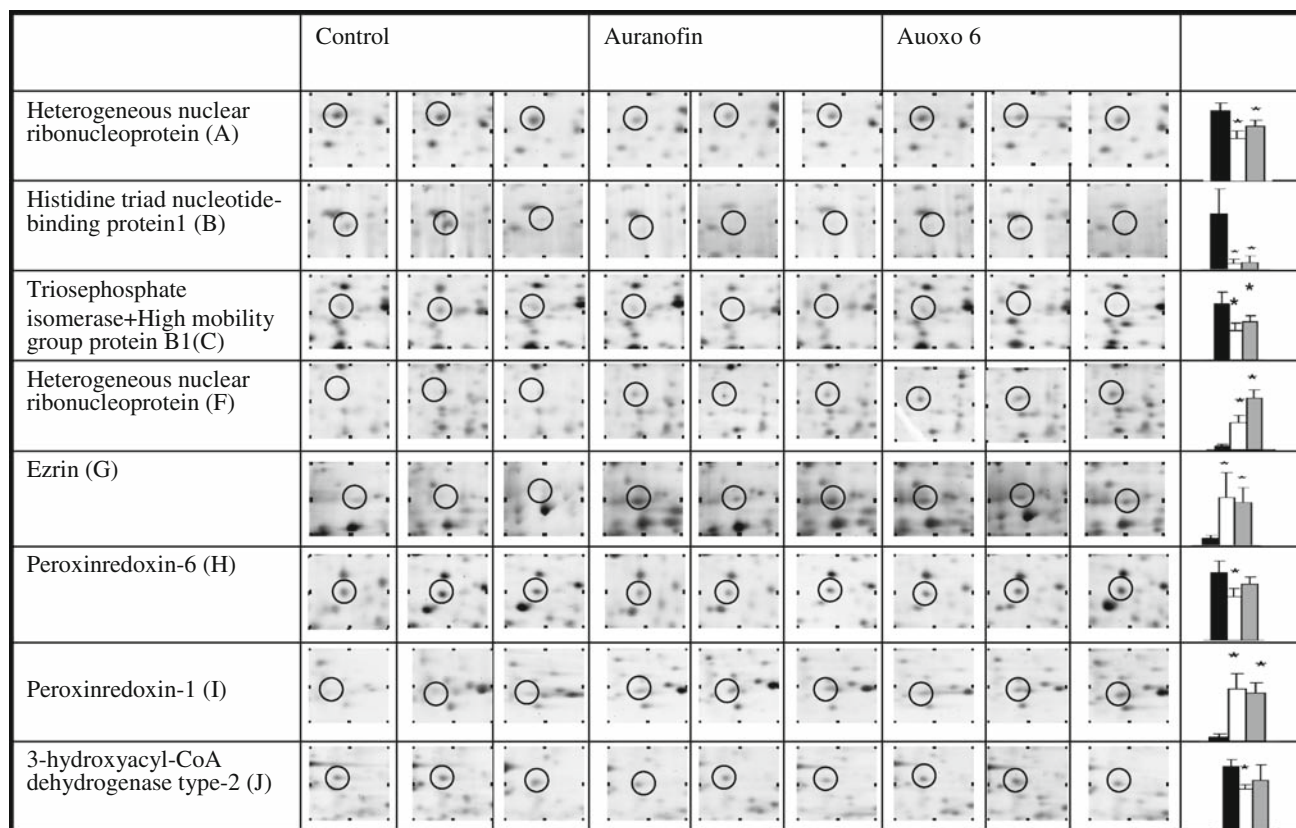 Control
Auranofin
Auoxo 6
Heterogeneous nuclear
ribonucleoprotein (A)
Histidine triad nucleotide-
binding protein1 (B)
Triosephosphate
isomerase+High mobility
group protein B1(C)
Heterogeneous nuclear
ribonucleoprotein (F)
Ezrin (G)
Peroxinredoxin-6 (H)
Peroxinredoxin-1 (I)
3-hydroxyacyl-CoA
dehydrogenase type-2 (J)